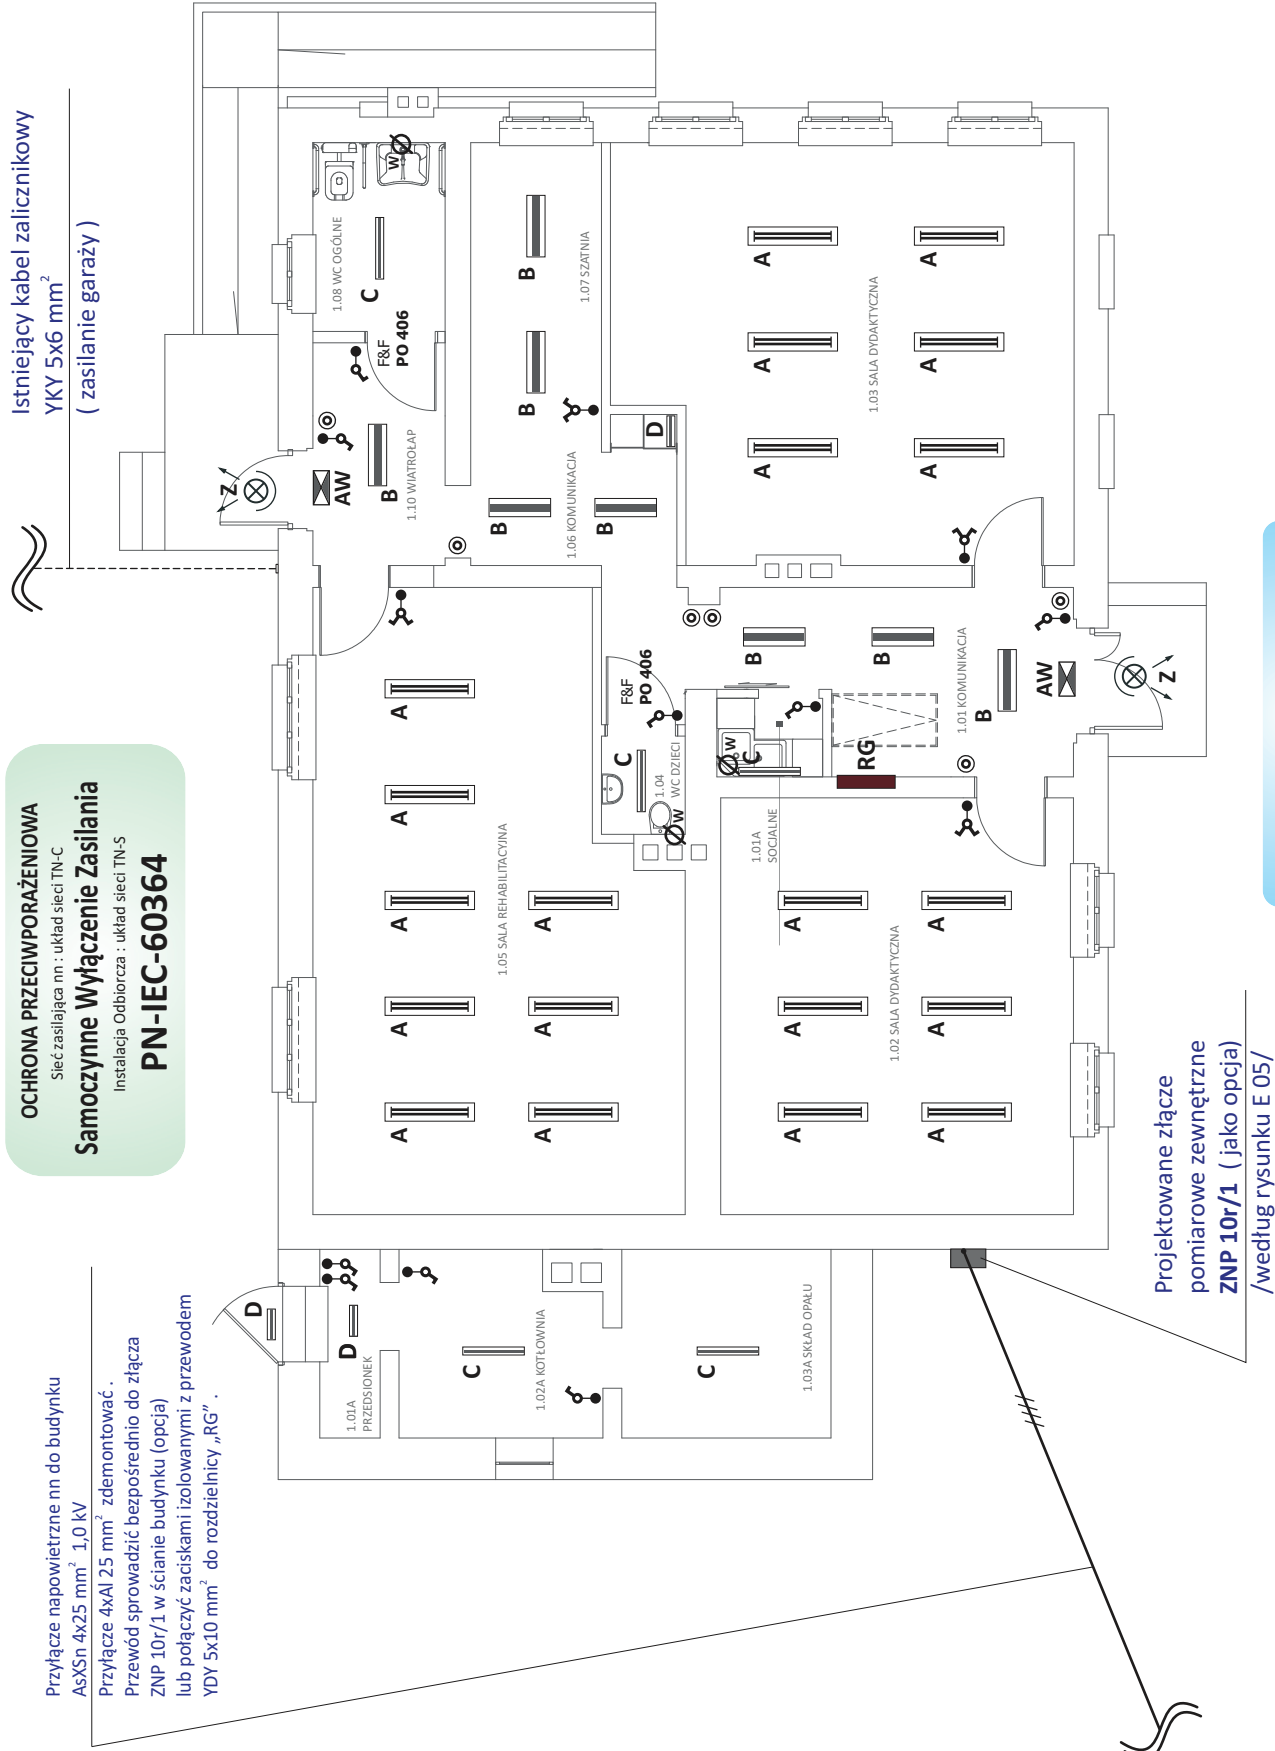 Przyłącze napowietrzne nn do budynku
AsXSn 4x25 mm² 1,0 kV
Przyłącze 4xAl 25 mm² zdemontować .
Przewód sprowadzić bezpośrednio do złącza
ZNP 10r/1 w ścianie budynku (opcja)
lub połączyć zaciskami izolowanymi z przewodem
YDY 5x10 mm² do rozdzielnicy „RG" .
OCHRONA PRZECIWPORAŻENIOWA
Sieć zasilająca nn : układ sieci TN-C
Samoczynne Wyłączenie Zasilania
Instalacja Odbiorcza : układ sieci TN-S
PN-IEC-60364
Istniejący kabel zalicznikowy
YKY 5x6 mm²
( zasilanie garaży )
D
D
1.01A
PRZEDSIONEK
C
1.02A KOTŁOWNIA
C
1.03A SKŁAD OPAŁU
A
A
A
A
A
A
A
A
1.05 SALA REHABILITACYJNA
Z
AW
B
1.10 WIATROŁAP
F&F
PO 406
C
1.08 WC OGÓLNE
W
B
B
1.06 KOMUNIKACJA
B
B
1.07 SZATNIA
D
C
1.04
WC DZIECI
W
F&F
PO 406
W
C
1.01A
SOCJALNE
RG
B
B
B
1.01 KOMUNIKACJA
AW
Z
A
A
A
A
A
A
1.02 SALA DYDAKTYCZNA
A
A
A
A
A
A
1.03 SALA DYDAKTYCZNA
Projektowane złącze
pomiarowe zewnętrzne
ZNP 10r/1 ( jako opcja)
/według rysunku E 05/